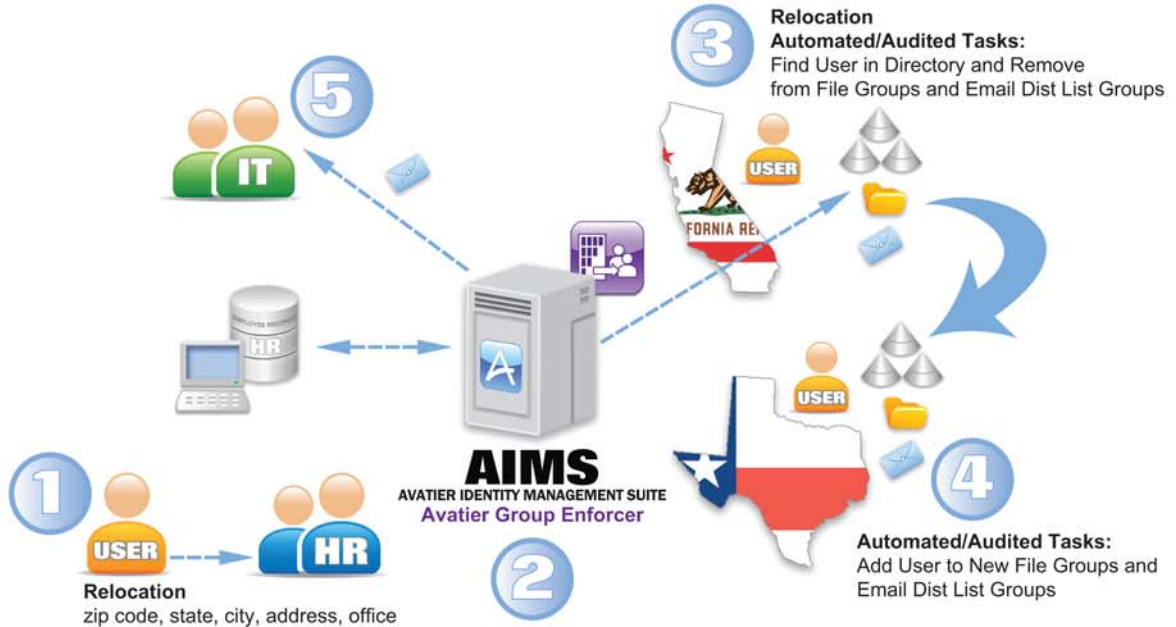 3
Relocation
Automated/Audited Tasks:
Find User in Directory and Remove
from File Groups and Email Dist List Groups
5
IT
USER
FORNIA RE
HR
A
USER
1
USER
HR
Relocation
zip code, state, city, address, office
AIMS
AVATIER IDENTITY MANAGEMENT SUITE
Avatier Group Enforcer
2
4
Automated/Audited Tasks:
Add User to New File Groups and
Email Dist List Groups